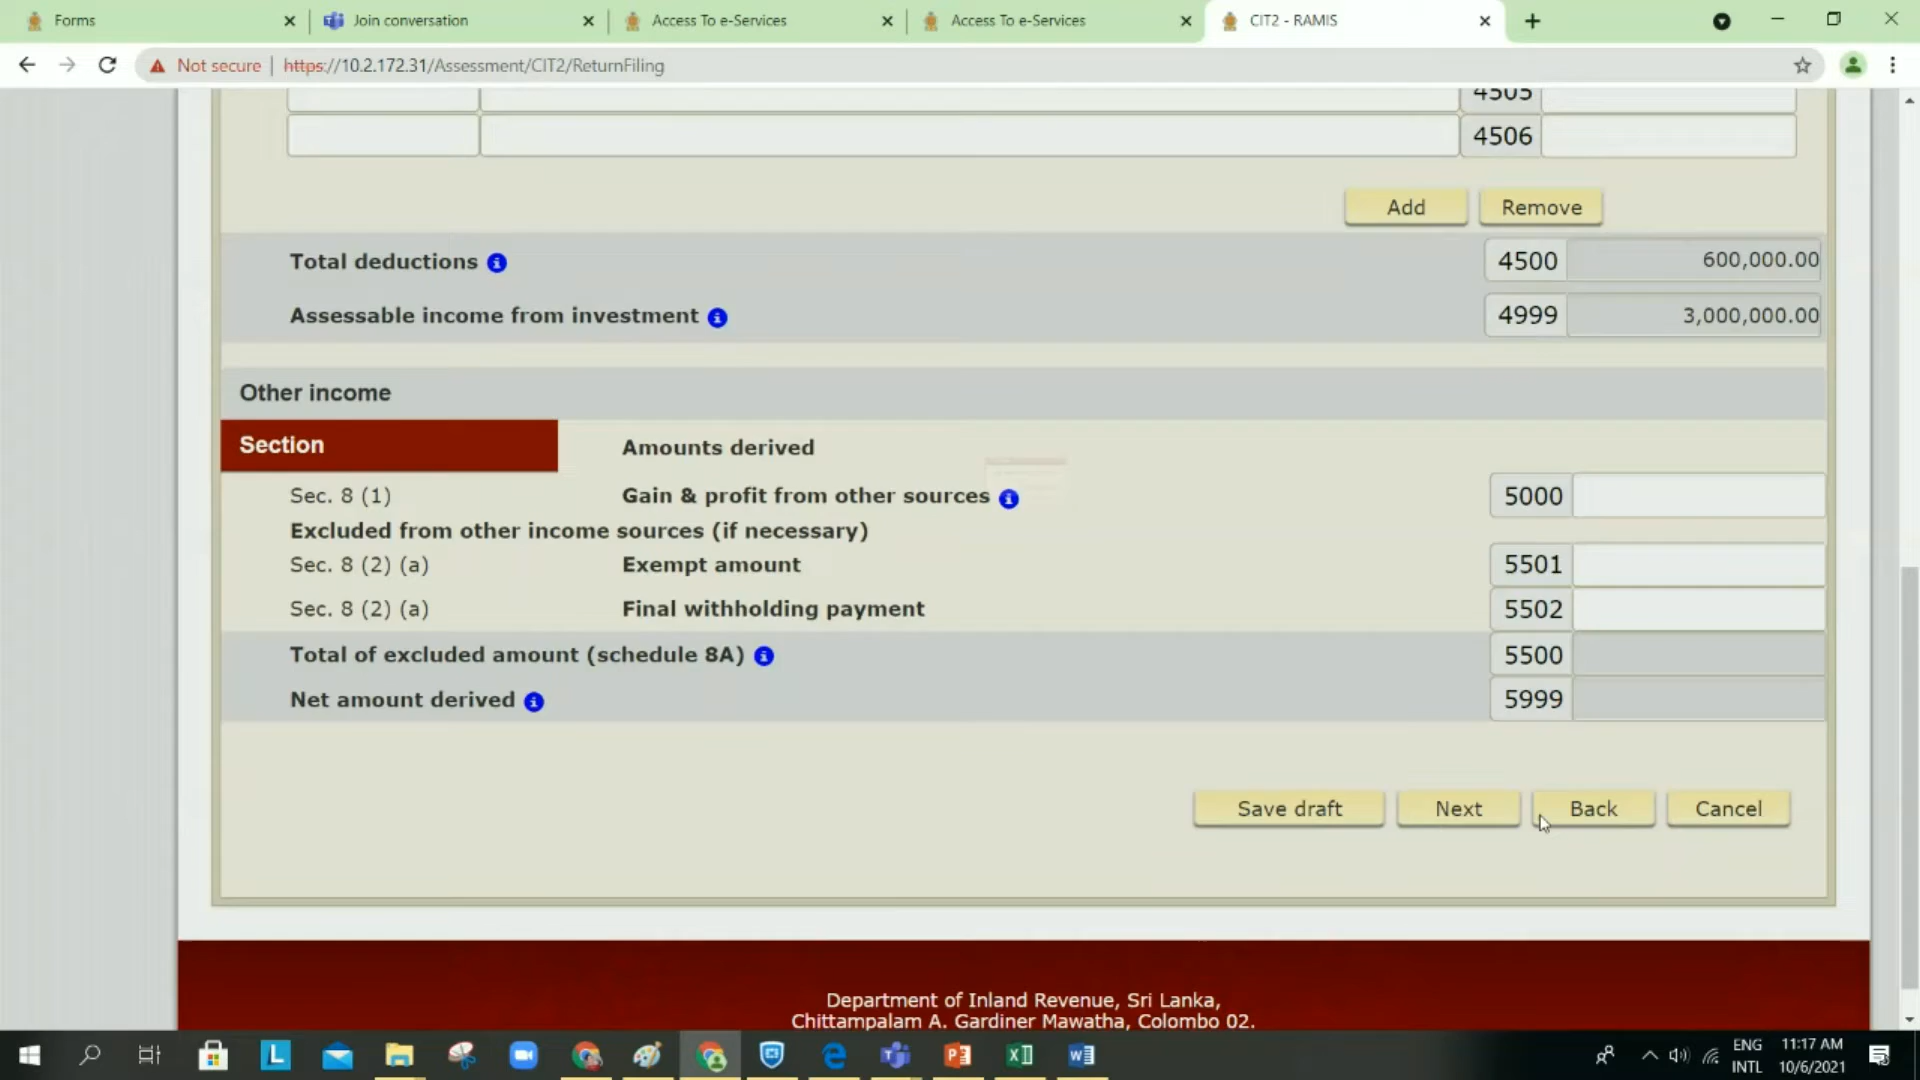 Forms
Join conversation
Access To e-Services
Access To e-Services
CIT2 - RAMIS
Not secure | https://10.2.172.31/Assessment/CIT2/ReturnFiling
4505
4506
Add Remove
Total deductions 4500 600,000.00
Assessable income from investment 4999 3,000,000.00
Other income
Section Amounts derived
Sec. 8 (1) Gain & profit from other sources 5000
Excluded from other income sources (if necessary)
Sec. 8 (2) (a) Exempt amount 5501
Sec. 8 (2) (a) Final withholding payment 5502
Total of excluded amount (schedule 8A) 5500
Net amount derived 5999
Save draft Next Back Cancel
Department of Inland Revenue, Sri Lanka,
Chittampalam A. Gardiner Mawatha, Colombo 02.
ENG 11:17 AM
INTL 10/6/2021